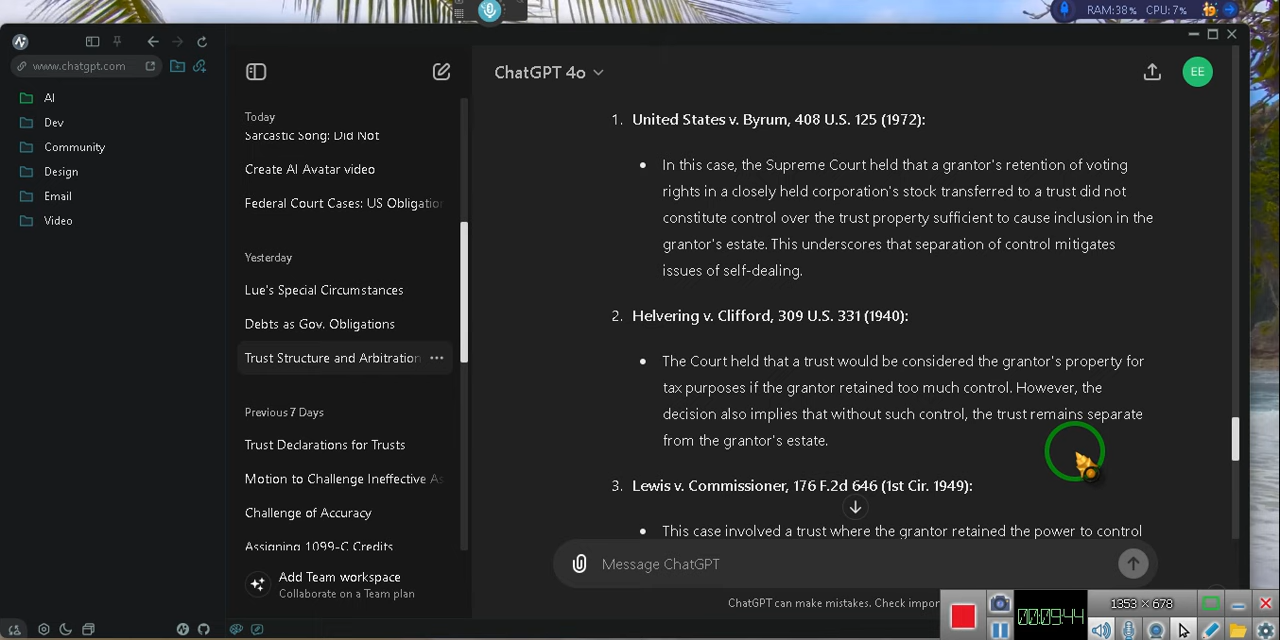 RAM:38% CPU:7%
19
www.chatgpt.com
AI
Dev
Community
Design
Email
Video
Today
Sarcastic Song: Did Not
Create AI Avatar video
Federal Court Cases: US Obligation
Yesterday
Lue's Special Circumstances
Debts as Gov. Obligations
Trust Structure and Arbitration
Previous 7 Days
Trust Declarations for Trusts
Motion to Challenge Ineffective As
Challenge of Accuracy
Assigning 1099-C Credits
Add Team workspace
Collaborate on a Team plan
ChatGPT 4o
EE
1. United States v. Byrum, 408 U.S. 125 (1972):
• In this case, the Supreme Court held that a grantor's retention of voting
rights in a closely held corporation's stock transferred to a trust did not
constitute control over the trust property sufficient to cause inclusion in the
grantor's estate. This underscores that separation of control mitigates
issues of self-dealing.
2. Helvering v. Clifford, 309 U.S. 331 (1940):
• The Court held that a trust would be considered the grantor's property for
tax purposes if the grantor retained too much control. However, the
decision also implies that without such control, the trust remains separate
from the grantor's estate.
3. Lewis v. Commissioner, 176 F.2d 646 (1st Cir. 1949):
• This case involved a trust where the grantor retained the power to control
Message ChatGPT
ChatGPT can make mistakes. Check impor
00:09:44
1353 × 678